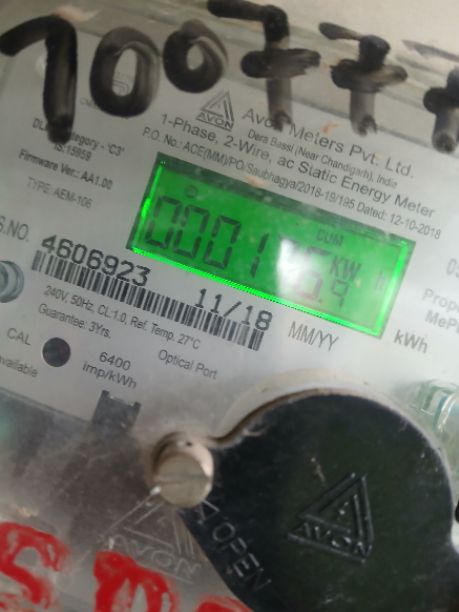 100777
AVON
Avon Meters Pvt. Ltd.
Dera Bassi (Near Chandigarh), India
1-Phase, 2-Wire, ac Static Energy Meter
P.O. No.: ACE(MM)/PO/Saubhagya/2018-19/195 Dated: 12-10-2018
Category - 'C3'
IS:15959
Firmware Ver.: AA1.00
TYPE: AEM-106
CUM
KW h
S.NO. 4606923 11/18 MM/YY
kWh
240V, 50Hz, CL:1.0, Ref. Temp. 27°C
Guarantee: 3Yrs.
CAL
6400
imp/kWh
Optical Port
AVON
AVON
OPEN